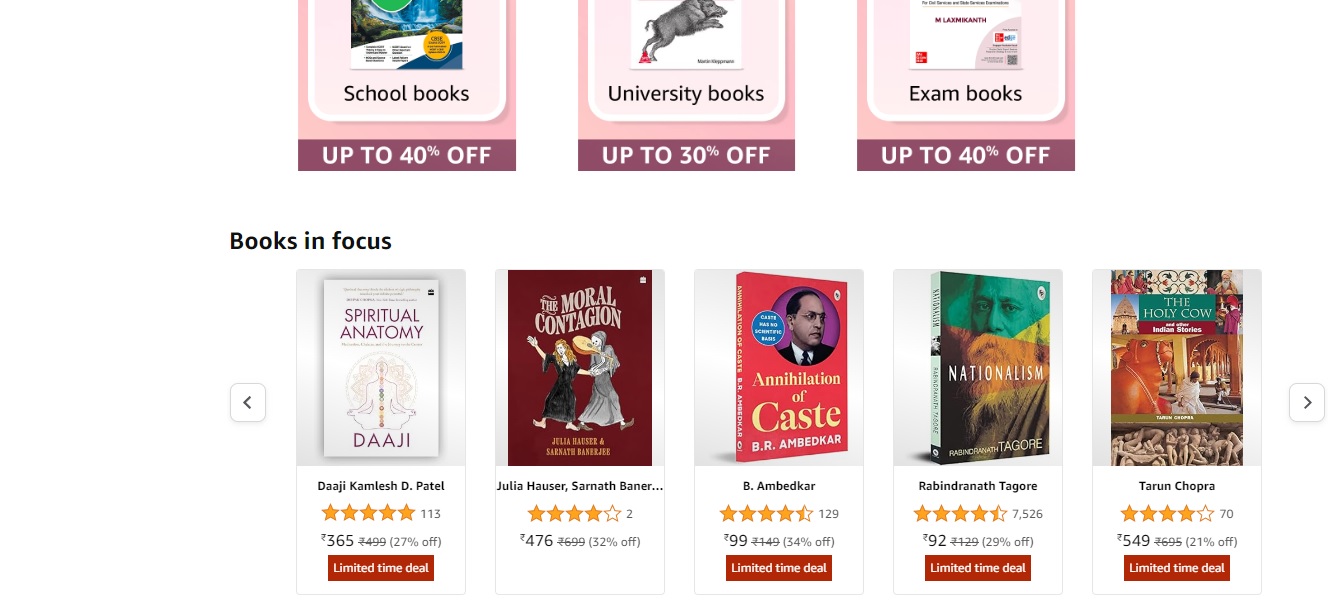 M LAXMIKANTH
Martin Kleppmann
School books
University books
Exam books
UP TO 40% OFF
UP TO 30% OFF
UP TO 40% OFF
Books in focus
SPIRITUAL
ANATOMY
DAAJI
THE MORAL
CONTAGION
JULIA HAUSER &
SARNATH BANERJEE
ANNIHILATION OF CASTE B.R. AMBEDKAR
CASTE
HAS NO
SCIENTIFIC
BASIS
Annihilation
of
Caste
B.R. AMBEDKAR
NATIONALISM
RABINDRANATH TAGORE
NATIONALISM
RABINDRANATH TAGORE
THE
HOLY COW
and other
Indian Stories
TARUN CHOPRA
Daaji Kamlesh D. Patel
113
₹365 ₹499 (27% off)
Limited time deal
Julia Hauser, Sarnath Baner...
2
₹476 ₹699 (32% off)
B. Ambedkar
129
₹99 ₹149 (34% off)
Limited time deal
Rabindranath Tagore
7,526
₹92 ₹129 (29% off)
Limited time deal
Tarun Chopra
70
₹549 ₹695 (21% off)
Limited time deal